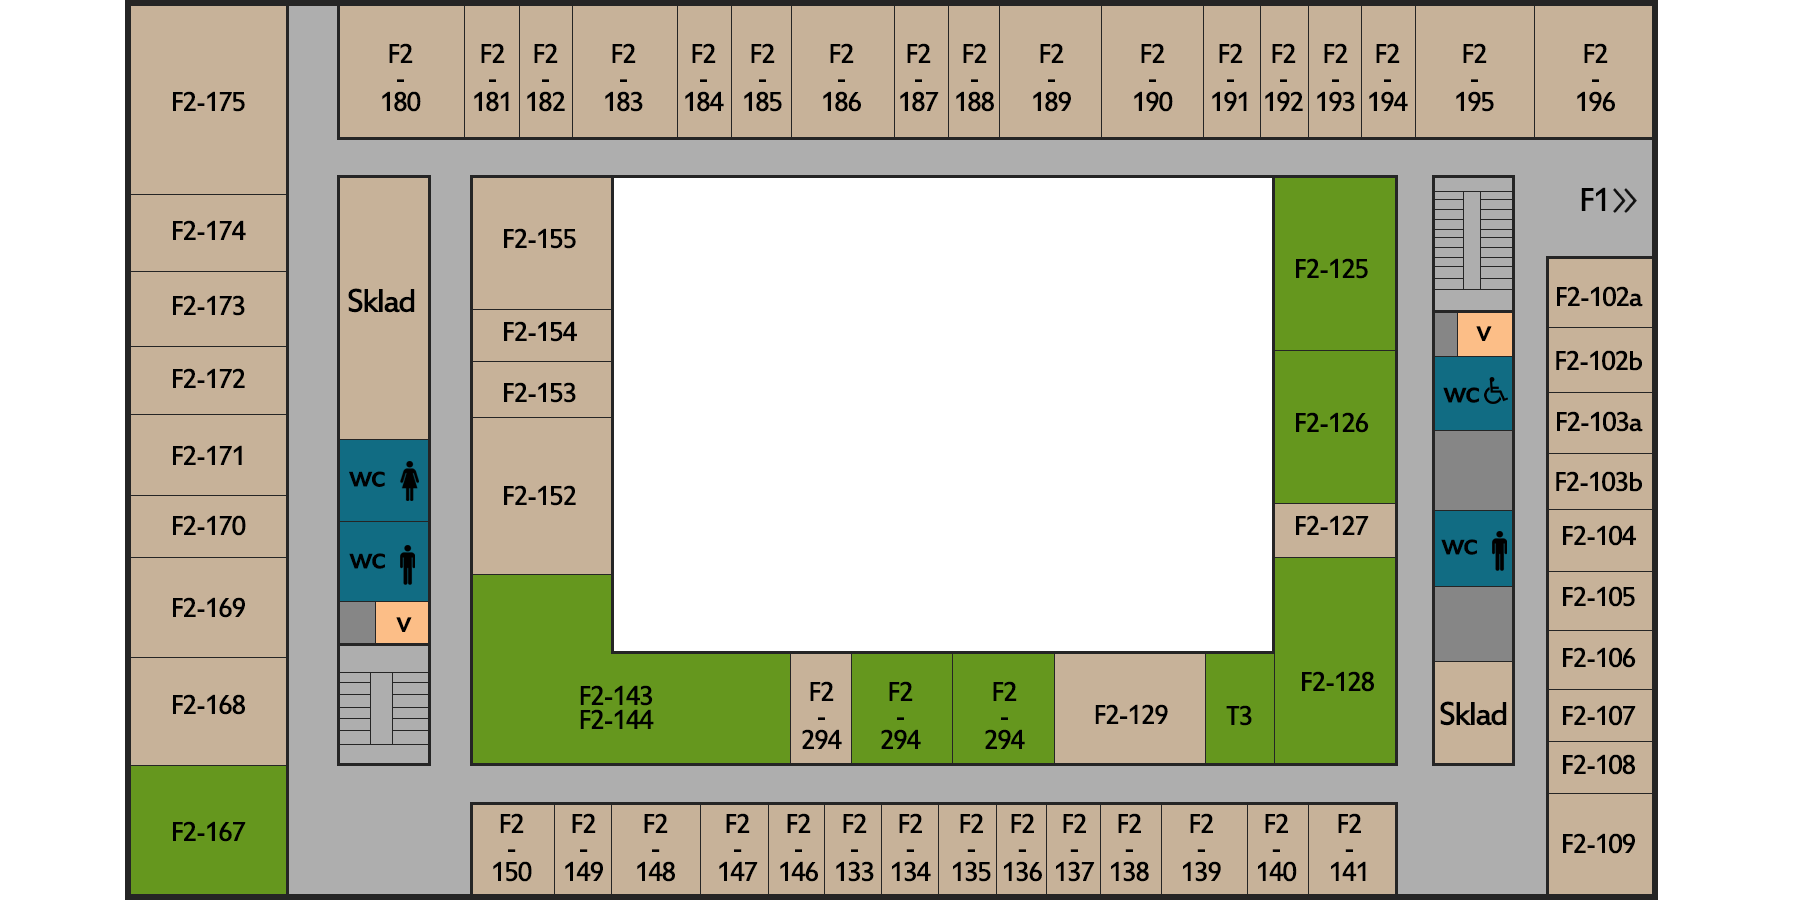 F2-175
F2-174
F2-173
F2-172
F2-171
F2-170
F2-169
F2-168
F2-167
F2
-
180
F2
-
181
F2
-
182
F2
-
183
F2
-
184
F2
-
185
F2
-
186
F2
-
187
F2
-
188
F2
-
189
F2
-
190
F2
-
191
F2
-
192
F2
-
193
F2
-
194
F2
-
195
F2
-
196
Sklad
WC
WC
V
F2-155
F2-154
F2-153
F2-152
F2-143
F2-144
F2
-
294
F2
-
294
F2
-
294
F2-129
T3
F2-125
F2-126
F2-127
F2-128
V
WC
WC
Sklad
F1
F2-102a
F2-102b
F2-103a
F2-103b
F2-104
F2-105
F2-106
F2-107
F2-108
F2-109
F2
-
150
F2
-
149
F2
-
148
F2
-
147
F2
-
146
F2
-
133
F2
-
134
F2
-
135
F2
-
136
F2
-
137
F2
-
138
F2
-
139
F2
-
140
F2
-
141